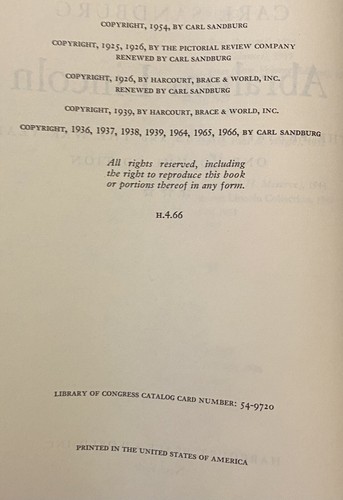 COPYRIGHT, 1954, BY CARL SANDBURG
COPYRIGHT, 1925, 1926, BY THE PICTORIAL REVIEW COMPANY
RENEWED BY CARL SANDBURG
COPYRIGHT, 1926, BY HARCOURT, BRACE & WORLD, INC.
RENEWED BY CARL SANDBURG
COPYRIGHT, 1939, BY HARCOURT, BRACE & WORLD, INC.
COPYRIGHT, 1936, 1937, 1938, 1939, 1964, 1965, 1966, BY CARL SANDBURG
All rights reserved, including
the right to reproduce this book
or portions thereof in any form.
H.4.66
LIBRARY OF CONGRESS CATALOG CARD NUMBER: 54-9720
PRINTED IN THE UNITED STATES OF AMERICA